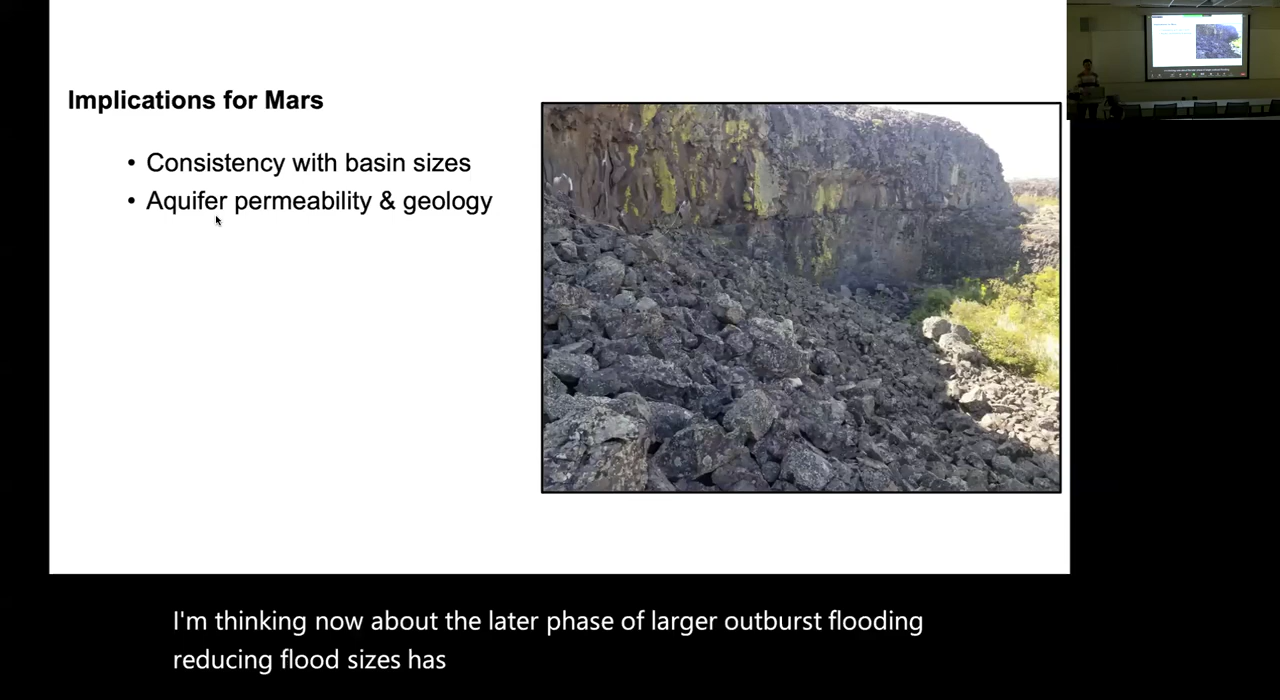 Implications for Mars
• Consistency with basin sizes
• Aquifer permeability & geology
I'm thinking now about the later phase of larger outburst flooding
reducing flood sizes has